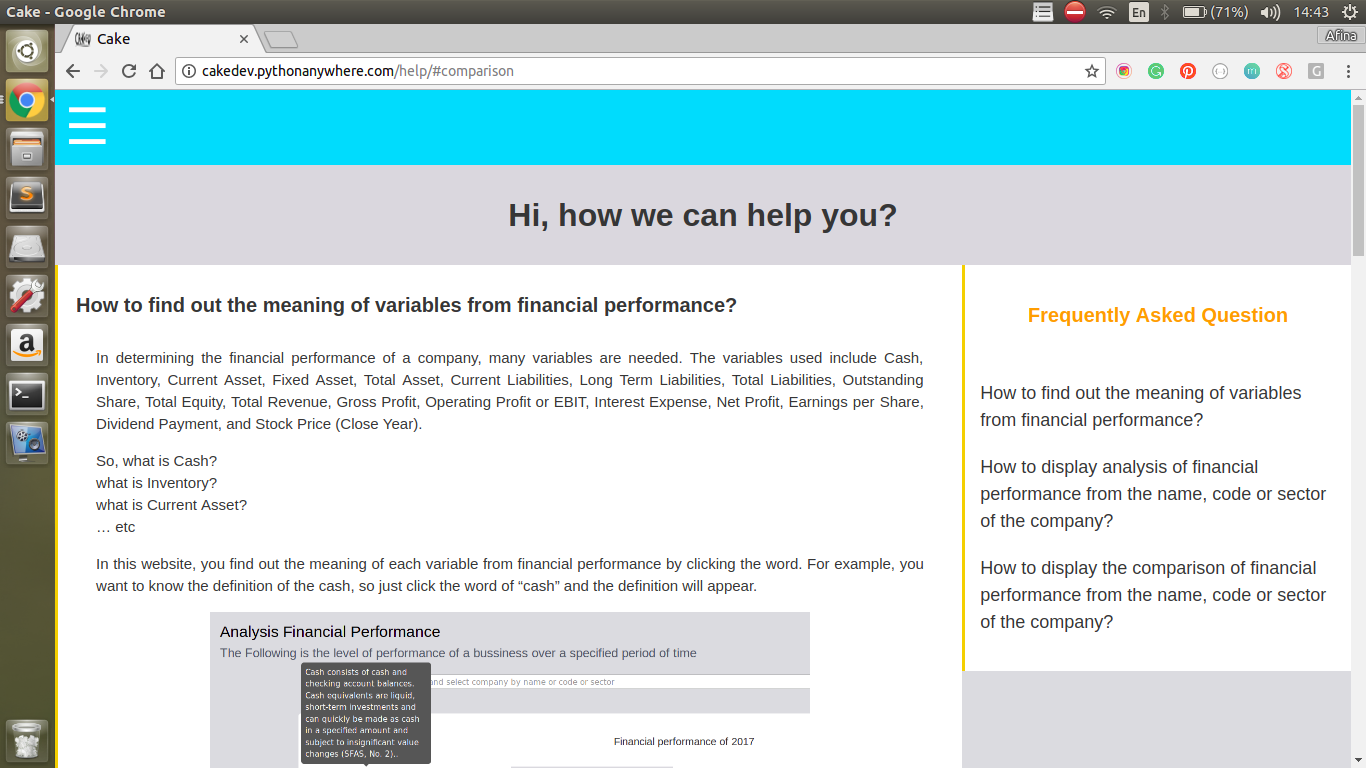 Cake - Google Chrome
En
(71%)
14:43
Cake
Afina
cakedev.pythonanywhere.com/help/#comparison
Hi, how we can help you?
How to find out the meaning of variables from financial performance?
In determining the financial performance of a company, many variables are needed. The variables used include Cash,
Inventory, Current Asset, Fixed Asset, Total Asset, Current Liabilities, Long Term Liabilities, Total Liabilities, Outstanding
Share, Total Equity, Total Revenue, Gross Profit, Operating Profit or EBIT, Interest Expense, Net Profit, Earnings per Share,
Dividend Payment, and Stock Price (Close Year).
So, what is Cash?
what is Inventory?
what is Current Asset?
… etc
In this website, you find out the meaning of each variable from financial performance by clicking the word. For example, you
want to know the definition of the cash, so just click the word of “cash” and the definition will appear.
Analysis Financial Performance
The Following is the level of performance of a bussiness over a specified period of time
and select company by name or code or sector
Cash consists of cash and
checking account balances.
Cash equivalents are liquid,
short-term investments and
can quickly be made as cash
in a specified amount and
subject to insignificant value
changes (SFAS, No. 2)..
Financial performance of 2017
Frequently Asked Question
How to find out the meaning of variables
from financial performance?
How to display analysis of financial
performance from the name, code or sector
of the company?
How to display the comparison of financial
performance from the name, code or sector
of the company?